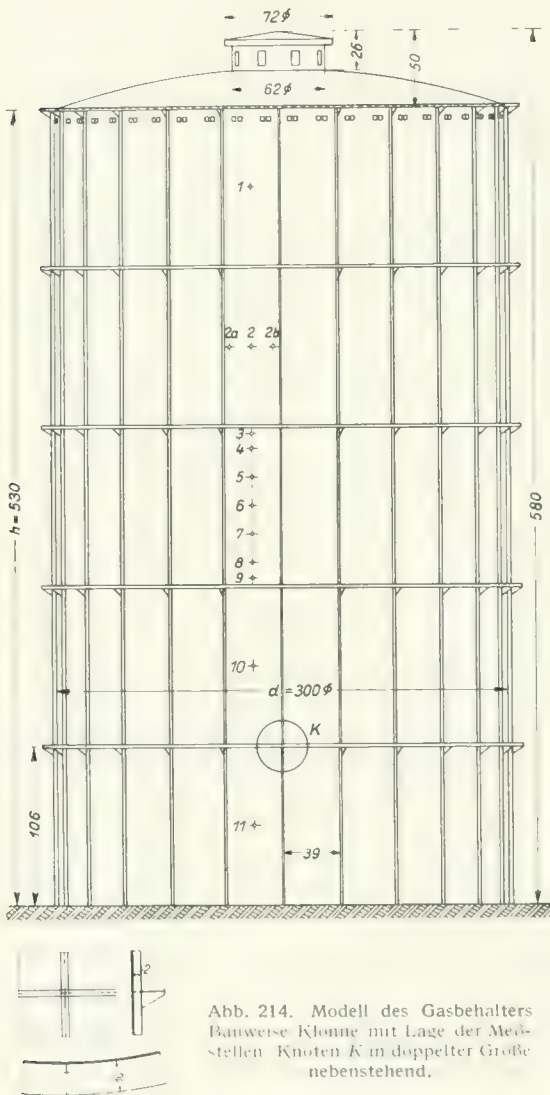 72 ϕ
26
50
62 ϕ
1
2a 2 2b
3
4
5
6
7
8
9
10
d = 300 ϕ
K
11
39
106
h = 530
580
2
Abb. 214. Modell des Gasbehalters
Bauweise Klonne mit Lage der Meß-
stellen Knoten K in doppelter Große
nebenstehend.